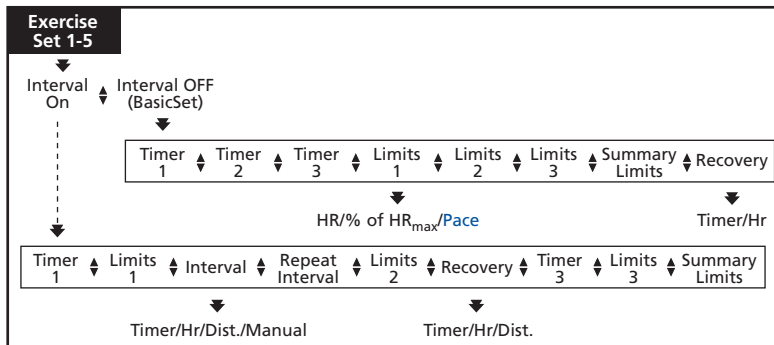 Exercise
Set 1-5
Interval
On
Interval OFF
(BasicSet)
Timer
1
Timer
2
Timer
3
Limits
1
Limits
2
Limits
3
Summary
Limits
Recovery
HR/% of HRmax/Pace
Timer/Hr
Timer
1
Limits
1
Interval
Repeat
Interval
Limits
2
Recovery
Timer
3
Limits
3
Summary
Limits
Timer/Hr/Dist./Manual
Timer/Hr/Dist.